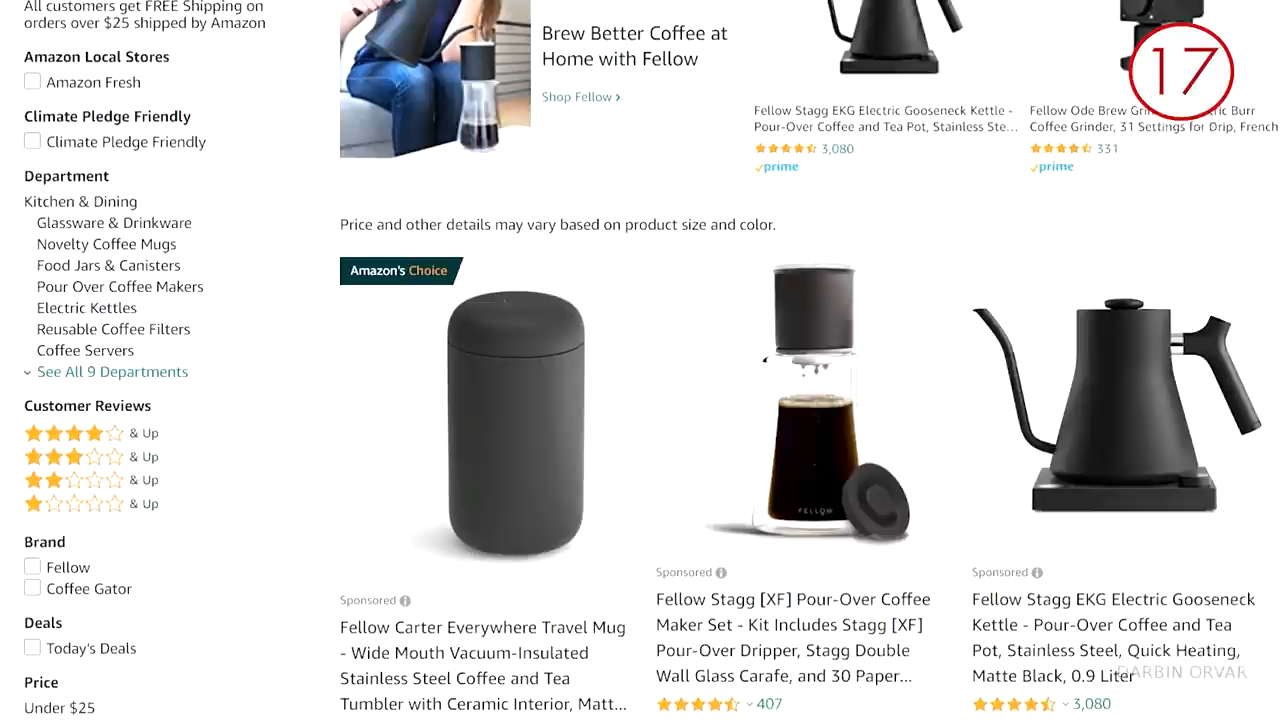 All customers get FREE Shipping on
orders over $25 shipped by Amazon
Amazon Local Stores
Amazon Fresh
Climate Pledge Friendly
Climate Pledge Friendly
Department
Kitchen & Dining
Glassware & Drinkware
Novelty Coffee Mugs
Food Jars & Canisters
Pour Over Coffee Makers
Electric Kettles
Reusable Coffee Filters
Coffee Servers
See All 9 Departments
Customer Reviews
& Up
& Up
& Up
& Up
Brand
Fellow
Coffee Gator
Deals
Today's Deals
Price
Under $25
Brew Better Coffee at
Home with Fellow
Shop Fellow ›
Fellow Stagg EKG Electric Gooseneck Kettle -
Pour-Over Coffee and Tea Pot, Stainless Ste...
3,080
prime
17
Fellow Ode Brew Burr
Coffee Grinder, 31 Settings for Drip, French
331
prime
Price and other details may vary based on product size and color.
Amazon's Choice
Sponsored
Fellow Carter Everywhere Travel Mug
- Wide Mouth Vacuum-Insulated
Stainless Steel Coffee and Tea
Tumbler with Ceramic Interior, Matt...
FELLOW
Sponsored
Fellow Stagg [XF] Pour-Over Coffee
Maker Set - Kit Includes Stagg [XF]
Pour-Over Dripper, Stagg Double
Wall Glass Carafe, and 30 Paper...
407
Sponsored
Fellow Stagg EKG Electric Gooseneck
Kettle - Pour-Over Coffee and Tea
Pot, Stainless Steel, Quick Heating,
Matte Black, 0.9 Liter
3,080
DARBIN ORVAR